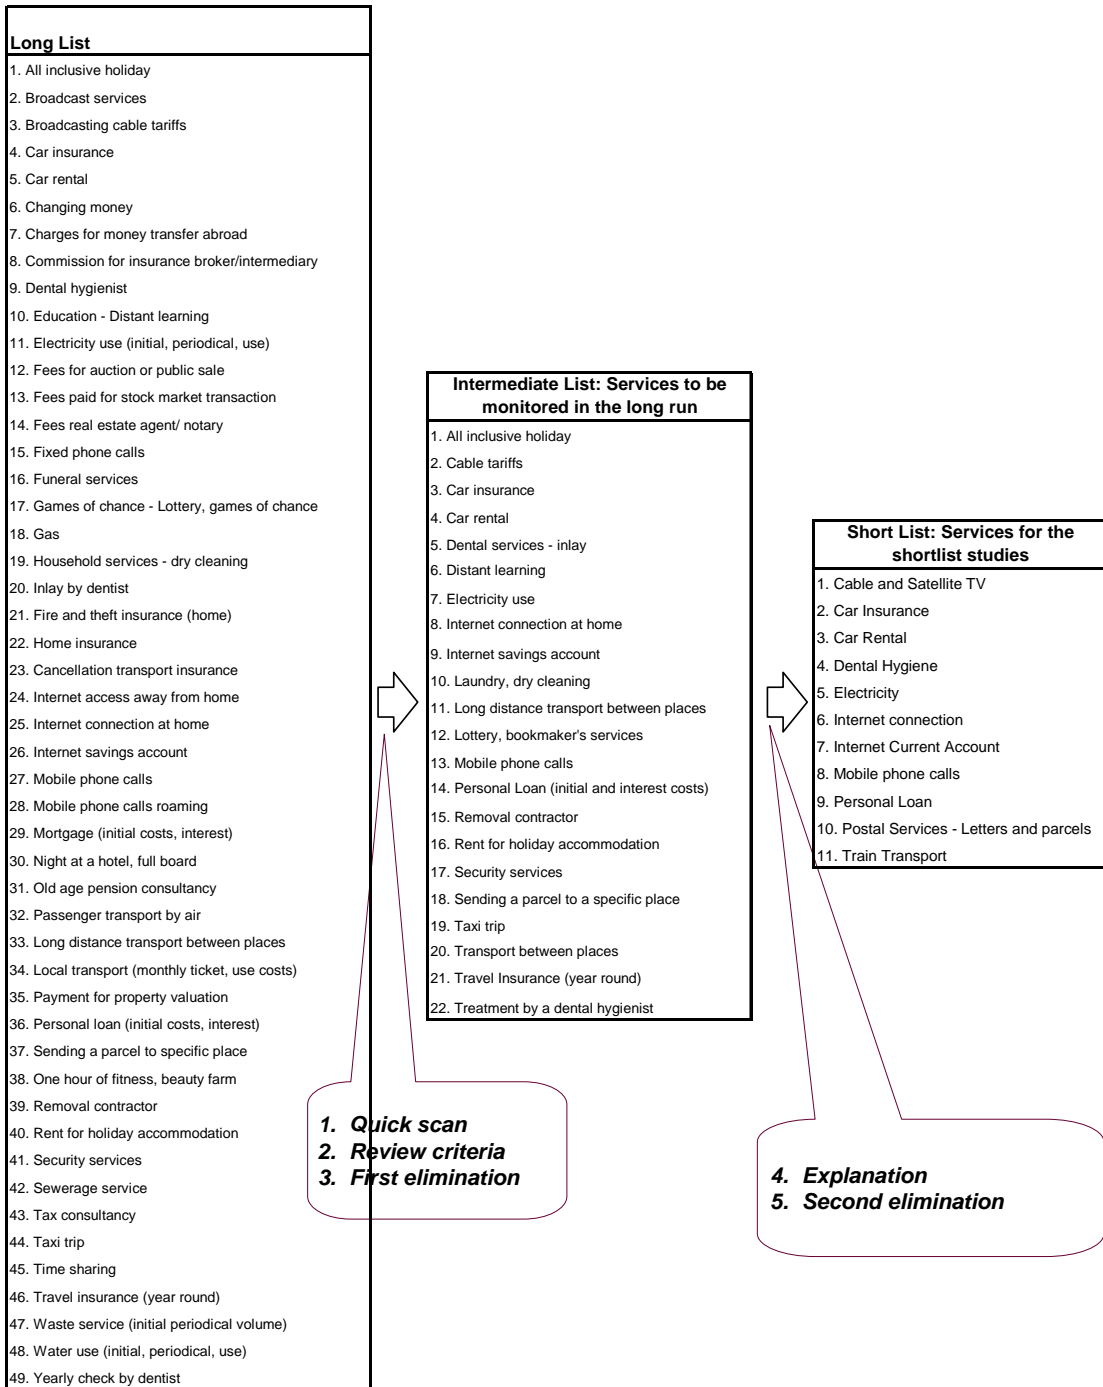 Long List
1. All inclusive holiday
2. Broadcast services
3. Broadcasting cable tariffs
4. Car insurance
5. Car rental
6. Changing money
7. Charges for money transfer abroad
8. Commission for insurance broker/intermediary
9. Dental hygienist
10. Education - Distant learning
11. Electricity use (initial, periodical, use)
12. Fees for auction or public sale
13. Fees paid for stock market transaction
14. Fees real estate agent/ notary
15. Fixed phone calls
16. Funeral services
17. Games of chance - Lottery, games of chance
18. Gas
19. Household services - dry cleaning
20. Inlay by dentist
21. Fire and theft insurance (home)
22. Home insurance
23. Cancellation transport insurance
24. Internet access away from home
25. Internet connection at home
26. Internet savings account
27. Mobile phone calls
28. Mobile phone calls roaming
29. Mortgage (initial costs, interest)
30. Night at a hotel, full board
31. Old age pension consultancy
32. Passenger transport by air
33. Long distance transport between places
34. Local transport (monthly ticket, use costs)
35. Payment for property valuation
36. Personal loan (initial costs, interest)
37. Sending a parcel to specific place
38. One hour of fitness, beauty farm
39. Removal contractor
40. Rent for holiday accommodation
41. Security services
42. Sewerage service
43. Tax consultancy
44. Taxi trip
45. Time sharing
46. Travel insurance (year round)
47. Waste service (initial periodical volume)
48. Water use (initial, periodical, use)
49. Yearly check by dentist
Intermediate List: Services to be
monitored in the long run
1. All inclusive holiday
2. Cable tariffs
3. Car insurance
4. Car rental
5. Dental services - inlay
6. Distant learning
7. Electricity use
8. Internet connection at home
9. Internet savings account
10. Laundry, dry cleaning
11. Long distance transport between places
12. Lottery, bookmaker's services
13. Mobile phone calls
14. Personal Loan (initial and interest costs)
15. Removal contractor
16. Rent for holiday accommodation
17. Security services
18. Sending a parcel to a specific place
19. Taxi trip
20. Transport between places
21. Travel Insurance (year round)
22. Treatment by a dental hygienist
Short List: Services for the
shortlist studies
1. Cable and Satellite TV
2. Car Insurance
3. Car Rental
4. Dental Hygiene
5. Electricity
6. Internet connection
7. Internet Current Account
8. Mobile phone calls
9. Personal Loan
10. Postal Services - Letters and parcels
11. Train Transport
1. Quick scan
2. Review criteria
3. First elimination
4. Explanation
5. Second elimination